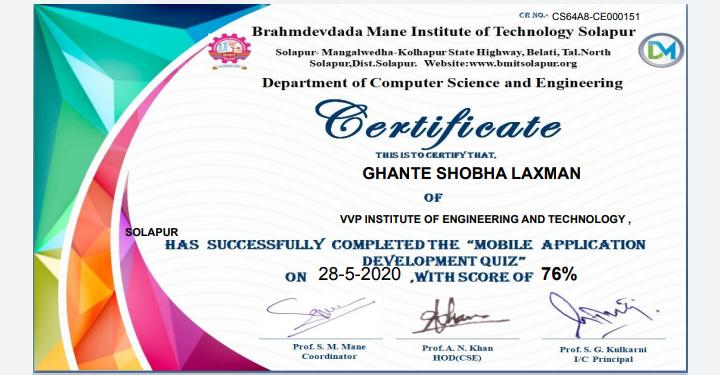 CR NO.- CS64A8-CE000151
Brahmdevdada Mane Institute of Technology Solapur
Solapur- Mangalwedha-Kolhapur State Highway, Belati, Tal.North
Solapur,Dist.Solapur. Website:www.bmitsolapur.org
Department of Computer Science and Engineering
Certificate
THIS IS TO CERTIFY THAT,
GHANTE SHOBHA LAXMAN
OF
VVP INSTITUTE OF ENGINEERING AND TECHNOLOGY ,
SOLAPUR
HAS SUCCESSFULLY COMPLETED THE "MOBILE APPLICATION
DEVELOPMENT QUIZ"
ON 28-5-2020 ,WITH SCORE OF 76%
Prof. S. M. Mane
Coordinator
Prof. A. N. Khan
HOD(CSE)
Prof. S. G. Kulkarni
I/C Principal